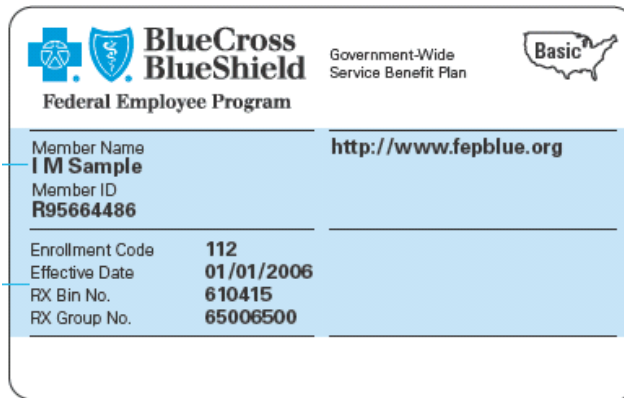 BlueCross
BlueShield
Federal Employee Program
Government-Wide
Service Benefit Plan
Basic
Member Name
I M Sample
Member ID
R95664486
http://www.fepblue.org
Enrollment Code 112
Effective Date 01/01/2006
RX Bin No. 610415
RX Group No. 65006500